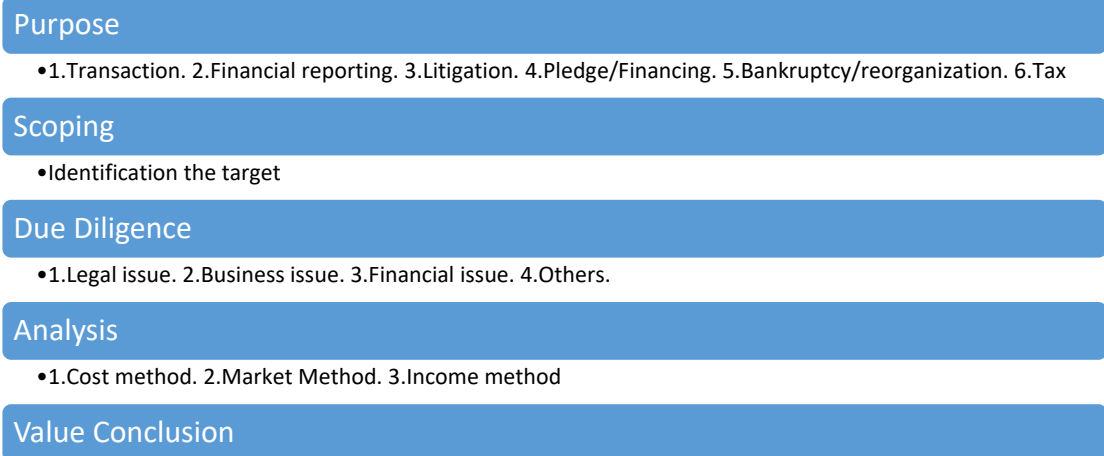 Purpose
•1.Transaction. 2.Financial reporting. 3.Litigation. 4.Pledge/Financing. 5.Bankruptcy/reorganization. 6.Tax
Scoping
•Identification the target
Due Diligence
•1.Legal issue. 2.Business issue. 3.Financial issue. 4.Others.
Analysis
•1.Cost method. 2.Market Method. 3.Income method
Value Conclusion